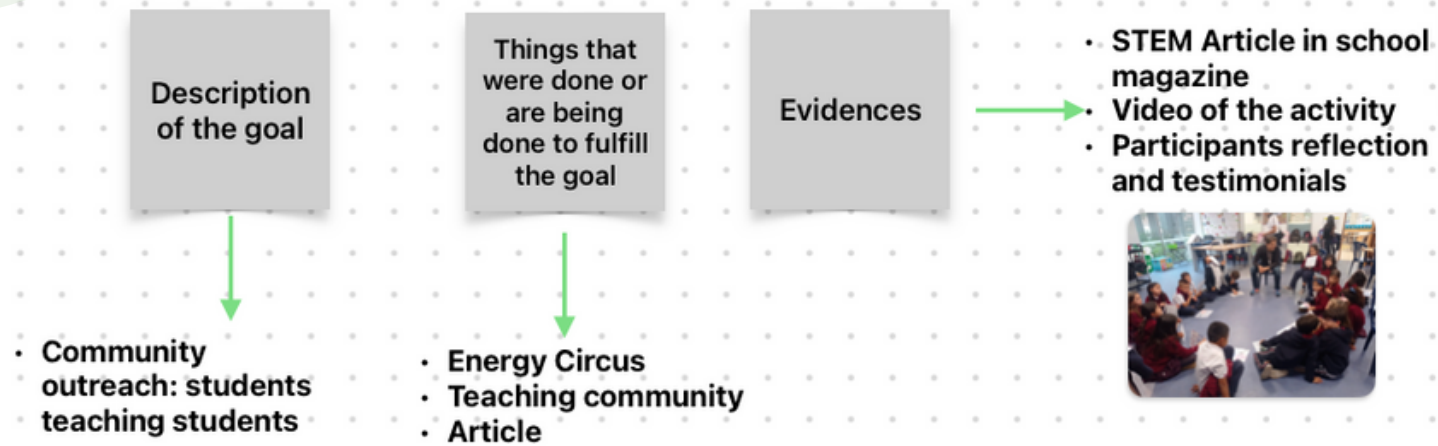 Description
of the goal
Things that
were done or
are being
done to fulfill
the goal
Evidences
• STEM Article in school
magazine
• Video of the activity
• Participants reflection
and testimonials
• Community
outreach: students
teaching students
• Energy Circus
• Teaching community
• Article